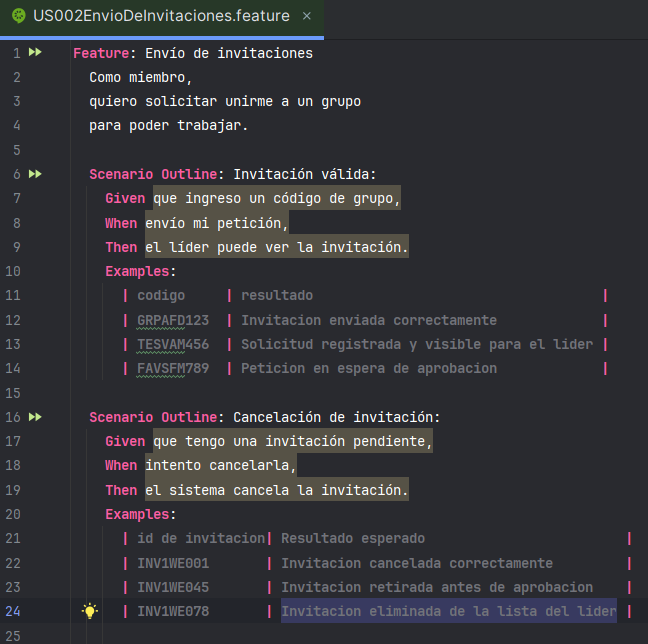 US002EnvioDeInvitaciones.feature ×
1 Feature: Envío de invitaciones
2 Como miembro,
3 quiero solicitar unirme a un grupo
4 para poder trabajar.
5
6 Scenario Outline: Invitación válida:
7 Given que ingreso un código de grupo,
8 When envío mi petición,
9 Then el líder puede ver la invitación.
10 Examples:
11 | codigo | resultado |
12 | GRPAFD123 | Invitacion enviada correctamente |
13 | TESVAM456 | Solicitud registrada y visible para el lider |
14 | FAVSFM789 | Peticion en espera de aprobacion |
15
16 Scenario Outline: Cancelación de invitación:
17 Given que tengo una invitación pendiente,
18 When intento cancelarla,
19 Then el sistema cancela la invitación.
20 Examples:
21 | id de invitacion| Resultado esperado |
22 | INV1WE001 | Invitacion cancelada correctamente |
23 | INV1WE045 | Invitacion retirada antes de aprobacion |
24 | INV1WE078 | Invitacion eliminada de la lista del lider |
25